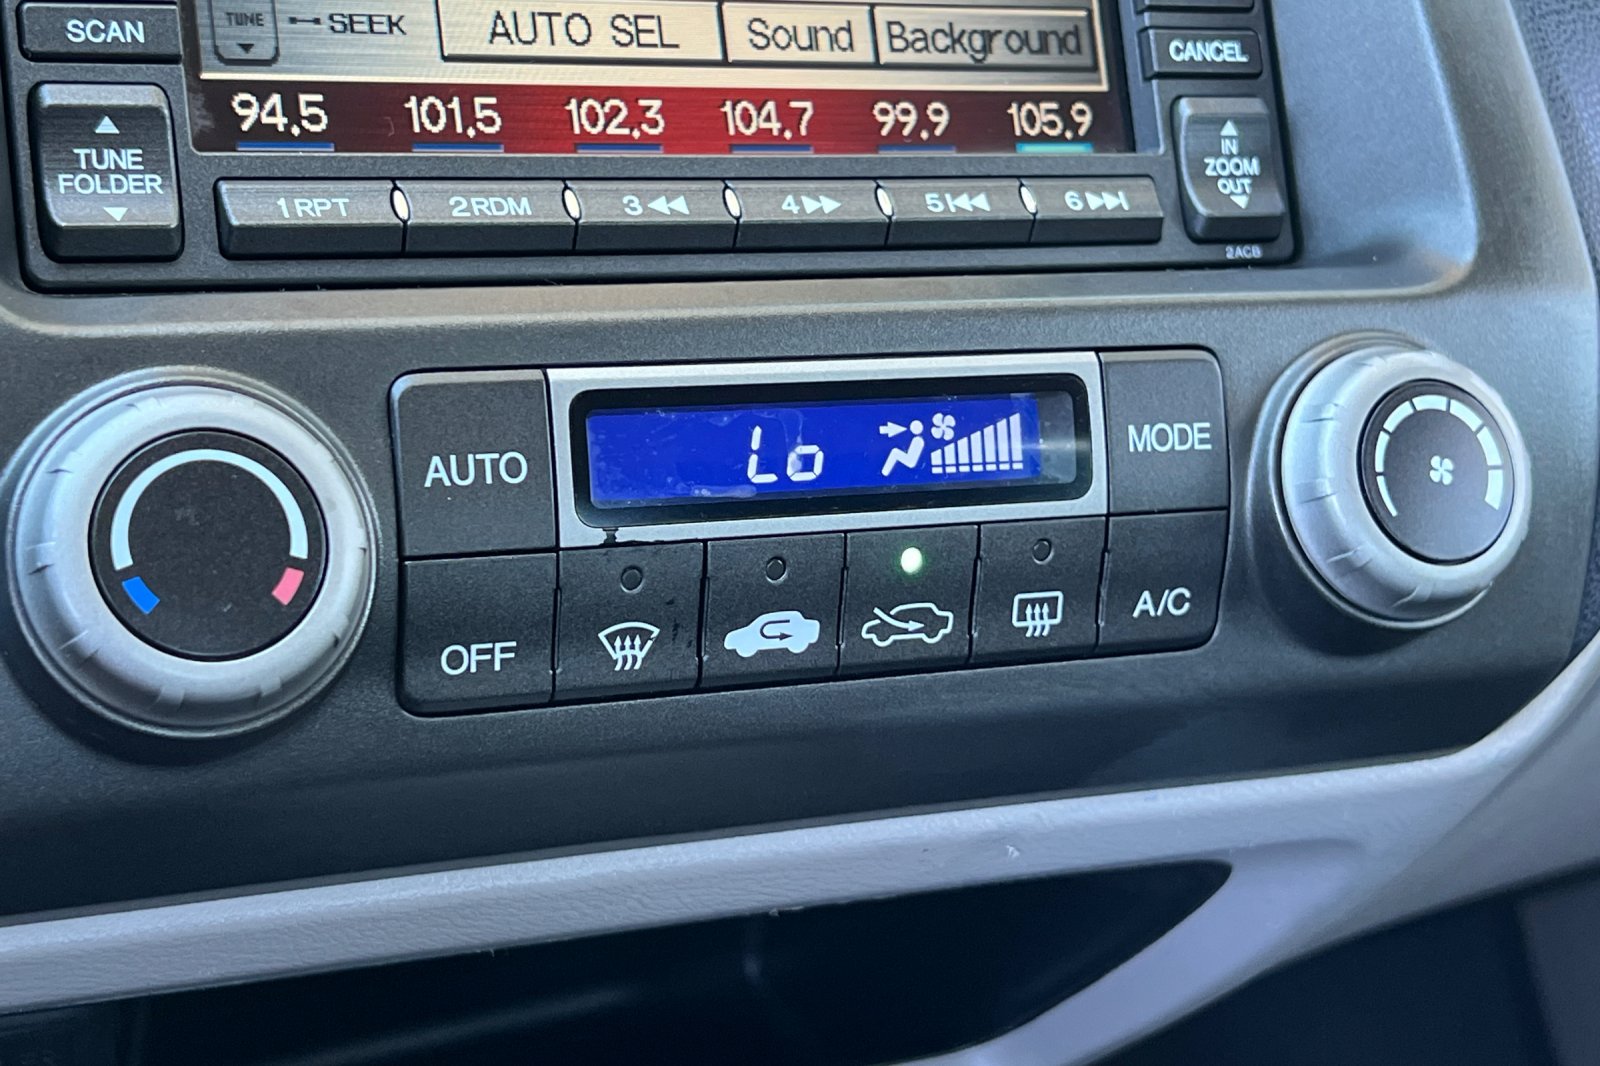 SCAN
TUNE
SEEK
AUTO SEL
Sound
Background
CANCEL
94.5
101.5
102.3
104.7
99.9
105.9
TUNE
FOLDER
IN
ZOOM
OUT
1 RPT
2 RDM
3
4
5
6
2ACB
AUTO
Lo
MODE
OFF
A/C